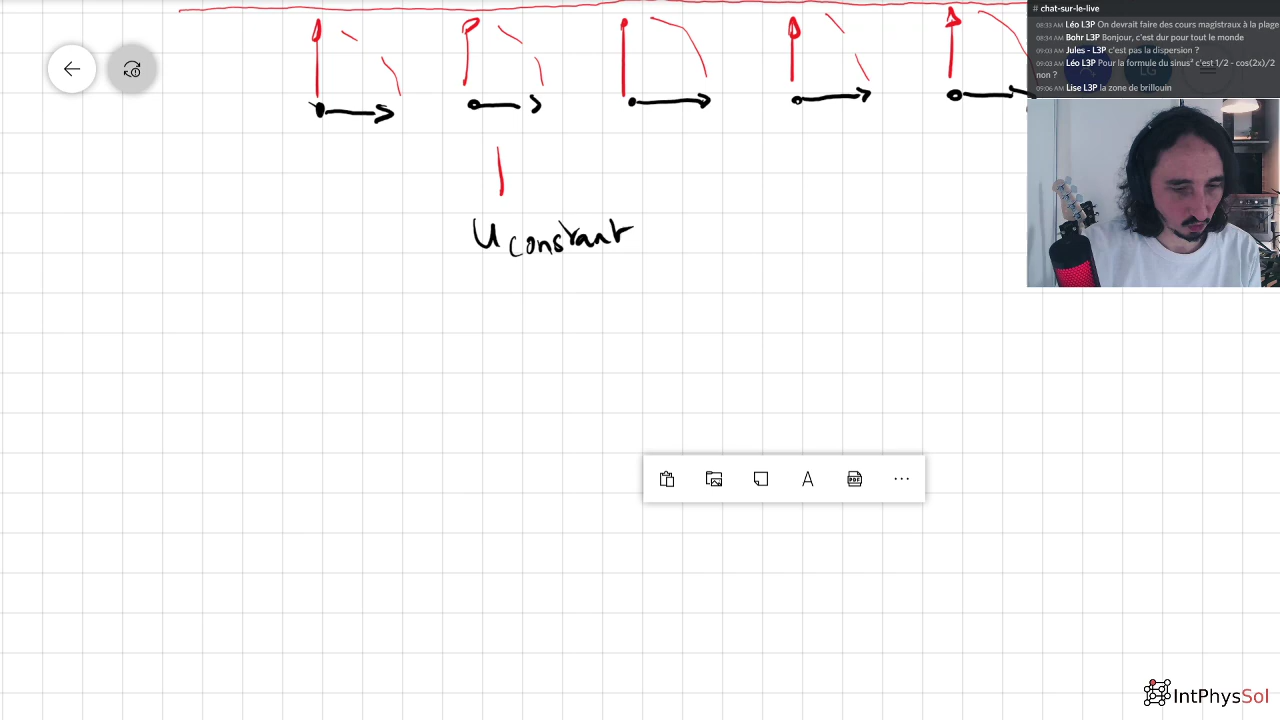 # chat-sur-le-live
08:33 AM Léo L3P On devrait faire des cours magistraux à la plage
08:34 AM Bohr L3P Bonjour, c'est dur pour tout le monde
09:03 AM Jules - L3P c'est pas la dispersion ?
09:03 AM Léo L3P Pour la formule du sinus² c'est 1/2 - cos(2x)/2
non ?
09:06 AM Lise L3P la zone de brillouin
LG
U constant
A
PDF
IntPhysSol